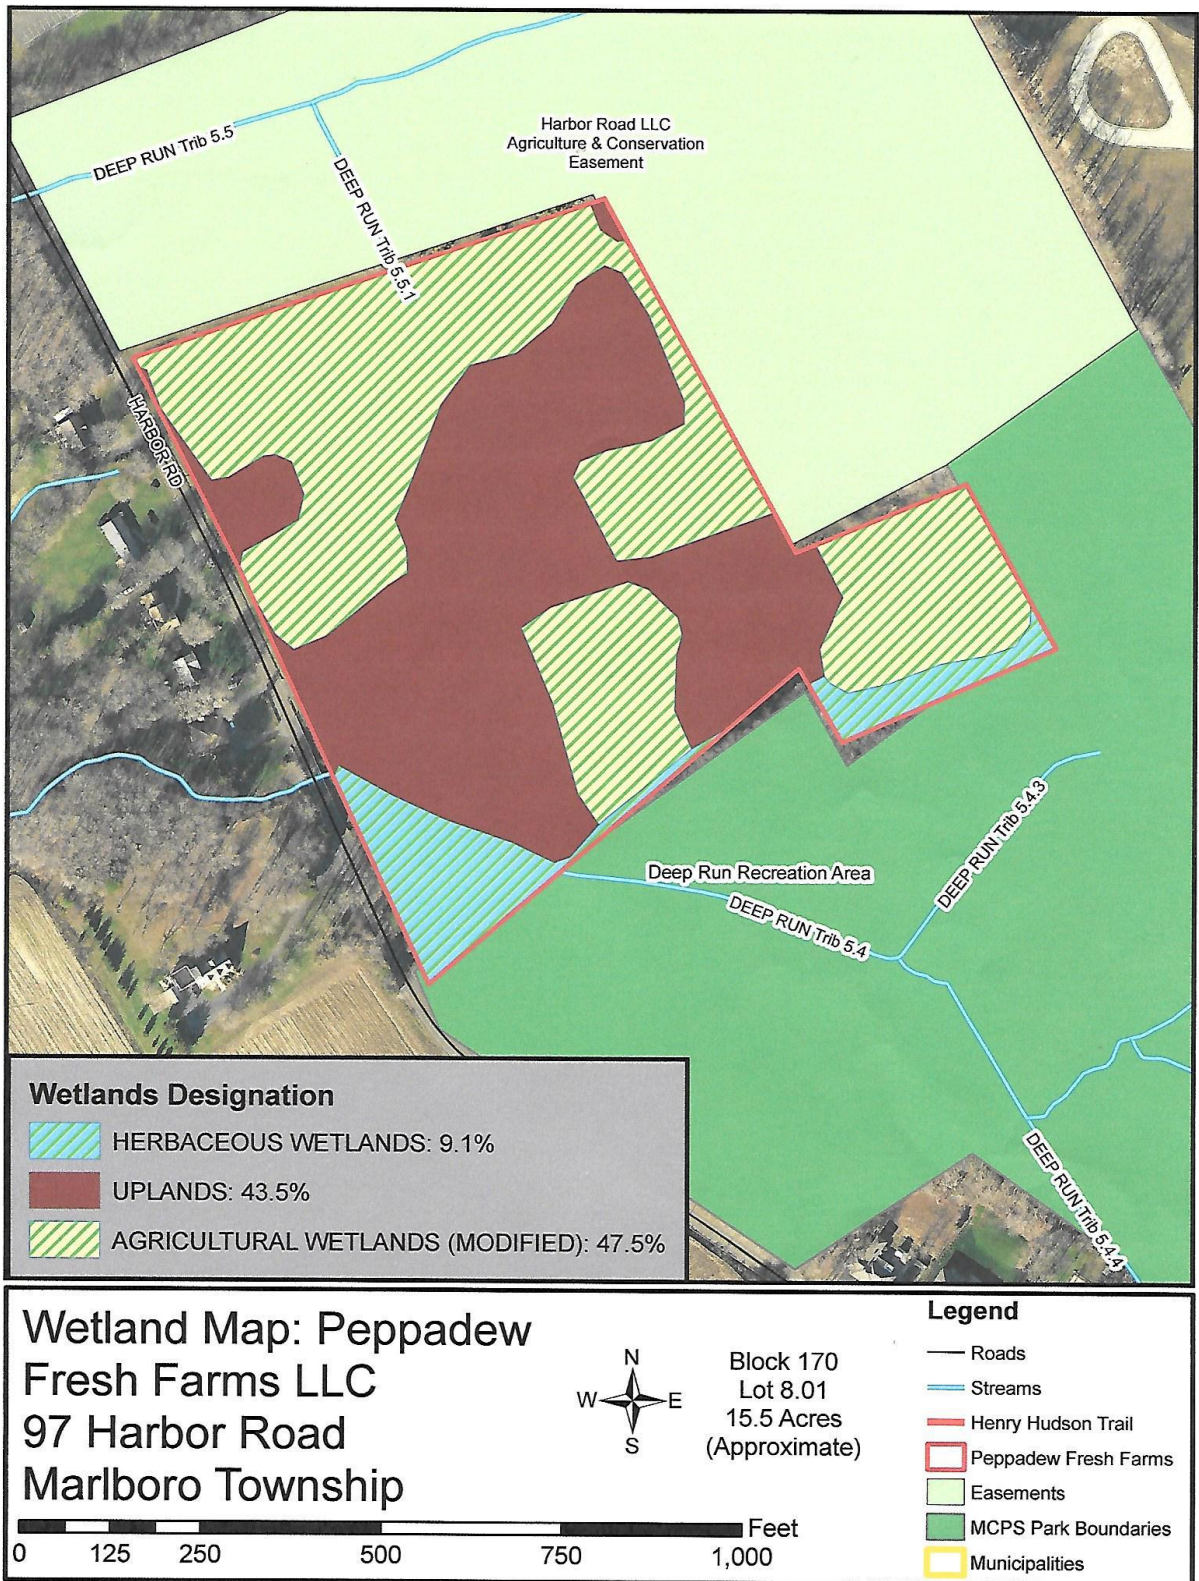 Harbor Road LLC
Agriculture & Conservation
Easement
DEEP RUN Trib 5.5
DEEP RUN Trib 5.5.1
HARBOR RD
Deep Run Recreation Area
DEEP RUN Trib 5.4
DEEP RUN Trib 5.4.3
DEEP RUN Trib 5.4.4
Wetlands Designation
HERBACEOUS WETLANDS: 9.1%
UPLANDS: 43.5%
AGRICULTURAL WETLANDS (MODIFIED): 47.5%
Wetland Map: Peppadew
Fresh Farms LLC
97 Harbor Road
Marlboro Township
0 125 250 500 750 1,000 Feet
N
W E
S
Block 170
Lot 8.01
15.5 Acres
(Approximate)
Legend
Roads
Streams
Henry Hudson Trail
Peppadew Fresh Farms
Easements
MCPS Park Boundaries
Municipalities